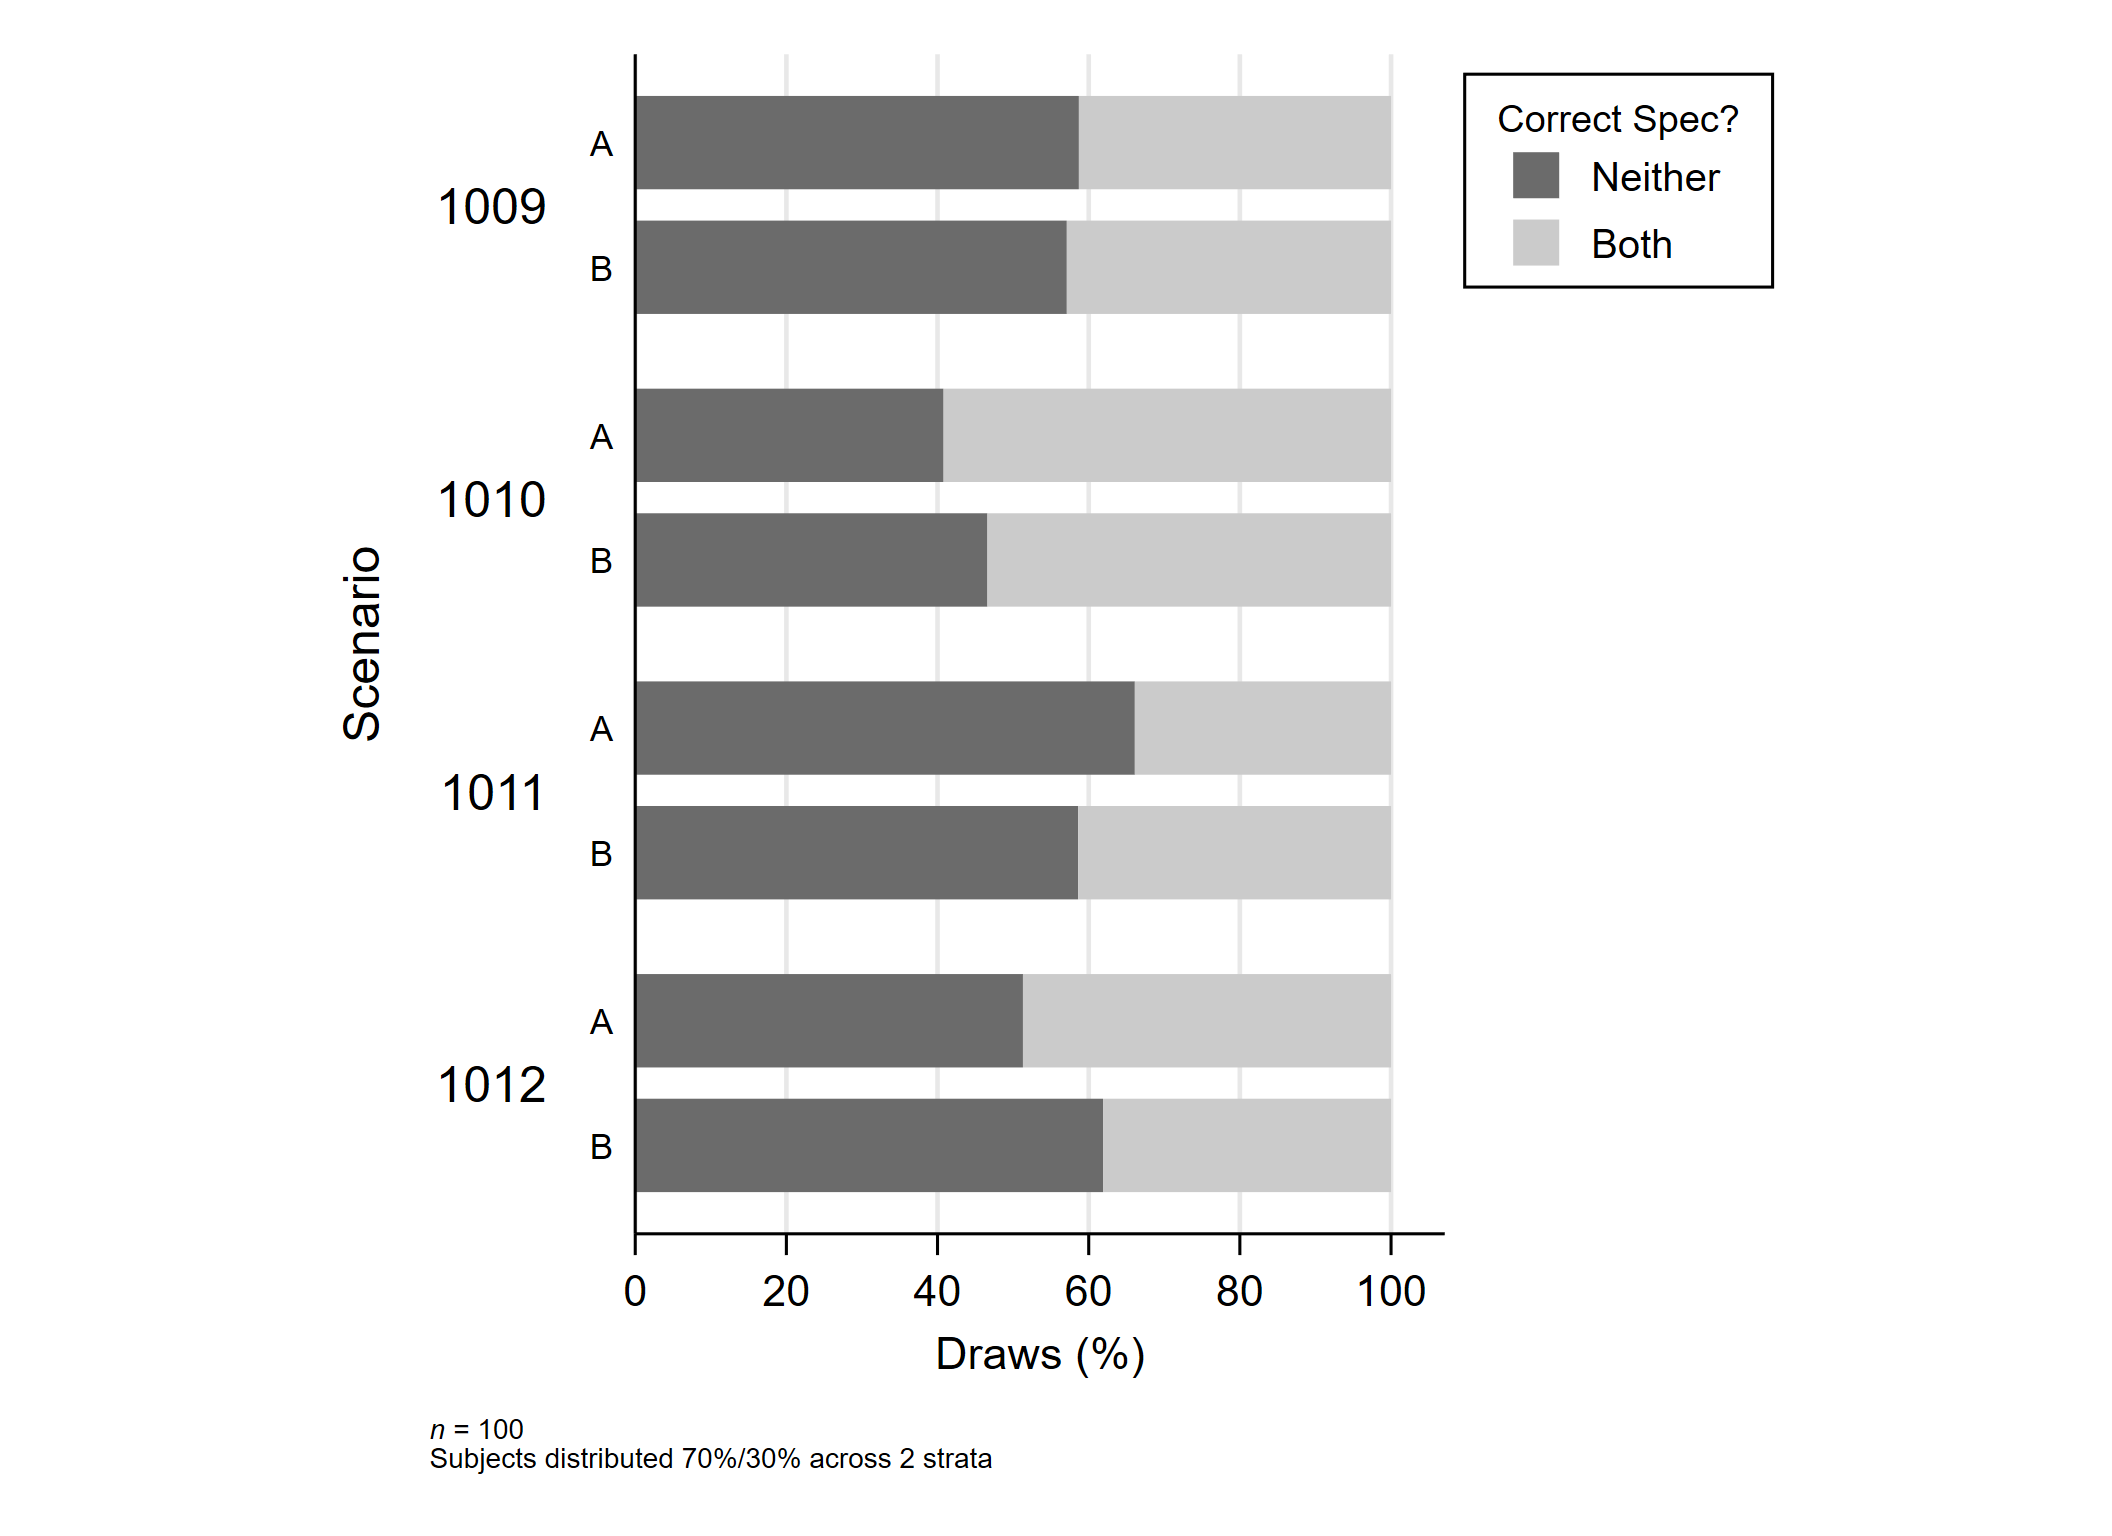 Correct Spec?
Neither
Both
Scenario
1009
A
B
1010
A
B
1011
A
B
1012
A
B
0 20 40 60 80 100
Draws (%)
n = 100
Subjects distributed 70%/30% across 2 strata